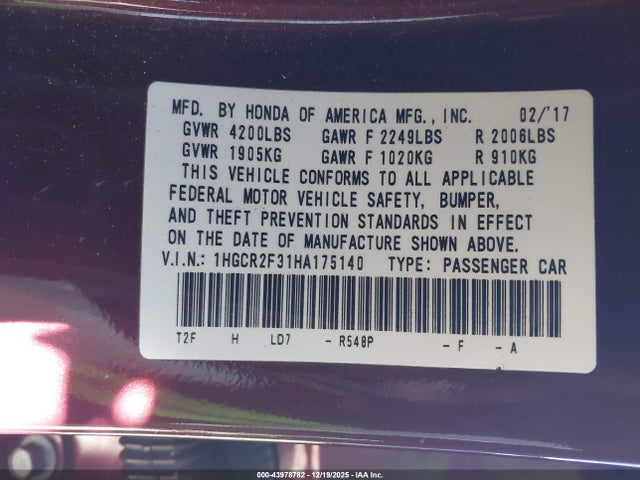 MFD. BY HONDA OF AMERICA MFG., INC. 02/'17
GVWR 4200LBS GAWR F 2249LBS R 2006LBS
GVWR 1905KG GAWR F 1020KG R 910KG
THIS VEHICLE CONFORMS TO ALL APPLICABLE
FEDERAL MOTOR VEHICLE SAFETY, BUMPER,
AND THEFT PREVENTION STANDARDS IN EFFECT
ON THE DATE OF MANUFACTURE SHOWN ABOVE.
V.I.N.: 1HGCR2F31HA175140 TYPE: PASSENGER CAR
T2F H LD7 - R548P - F - A
000-43978782 - 12/19/2025 - IAA Inc.